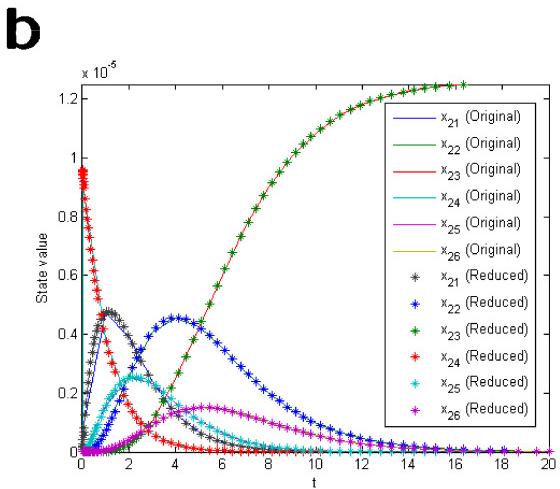 b
x 10-5
1.2
1
0.8
0.6
0.4
0.2
0
State value
0 2 4 6 8 10 12 14 16 18 20
t
x21 (Original)
x22 (Original)
x23 (Original)
x24 (Original)
x25 (Original)
x26 (Original)
x21 (Reduced)
x22 (Reduced)
x23 (Reduced)
x24 (Reduced)
x25 (Reduced)
x26 (Reduced)